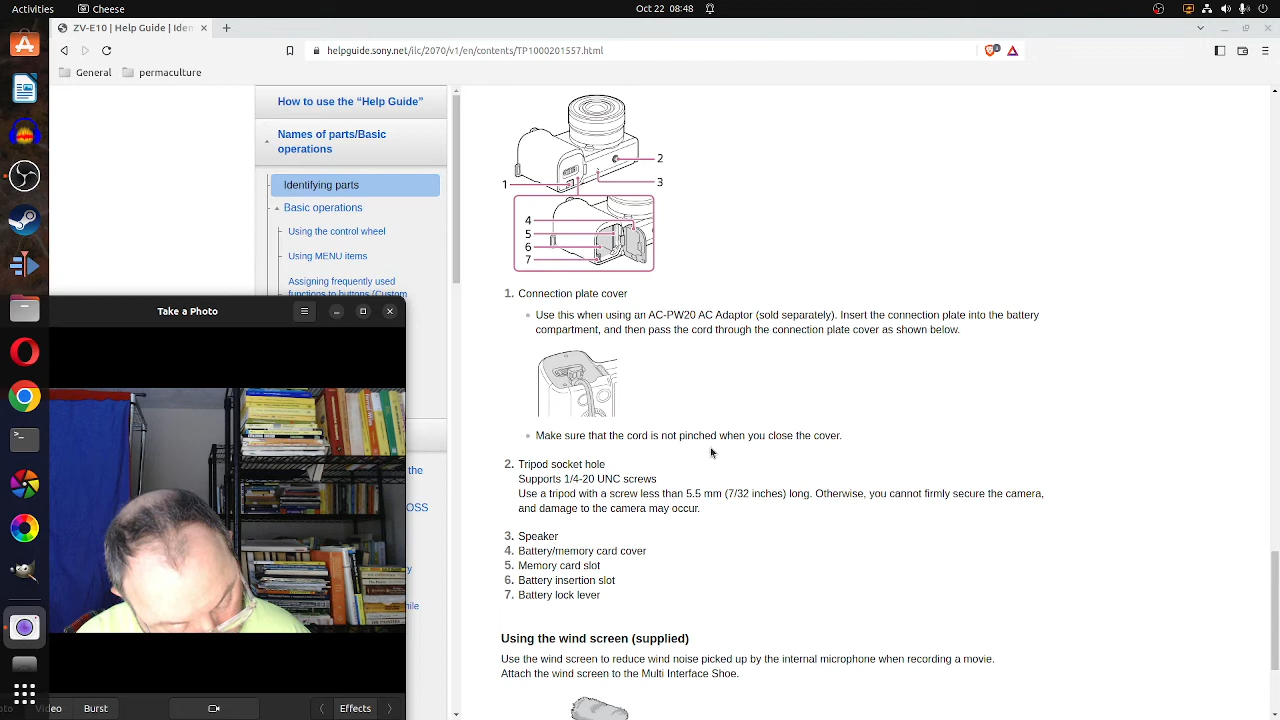 Activities
Cheese
Oct 22 08:48
ZV-E10 | Help Guide | Iden
helpguide.sony.net/ilc/2070/v1/en/contents/TP1000201557.html
General
permaculture
How to use the “Help Guide”
Names of parts/Basic
operations
Identifying parts
Basic operations
Using the control wheel
Using MENU items
Assigning frequently used
functions to buttons (Custom
the
OSS
Take a Photo
Video
Burst
Effects
1
2
3
4
5
6
7
1. Connection plate cover
Use this when using an AC-PW20 AC Adaptor (sold separately). Insert the connection plate into the battery
compartment, and then pass the cord through the connection plate cover as shown below.
Make sure that the cord is not pinched when you close the cover.
2. Tripod socket hole
Supports 1/4-20 UNC screws
Use a tripod with a screw less than 5.5 mm (7/32 inches) long. Otherwise, you cannot firmly secure the camera,
and damage to the camera may occur.
3. Speaker
4. Battery/memory card cover
5. Memory card slot
6. Battery insertion slot
7. Battery lock lever
Using the wind screen (supplied)
Use the wind screen to reduce wind noise picked up by the internal microphone when recording a movie.
Attach the wind screen to the Multi Interface Shoe.